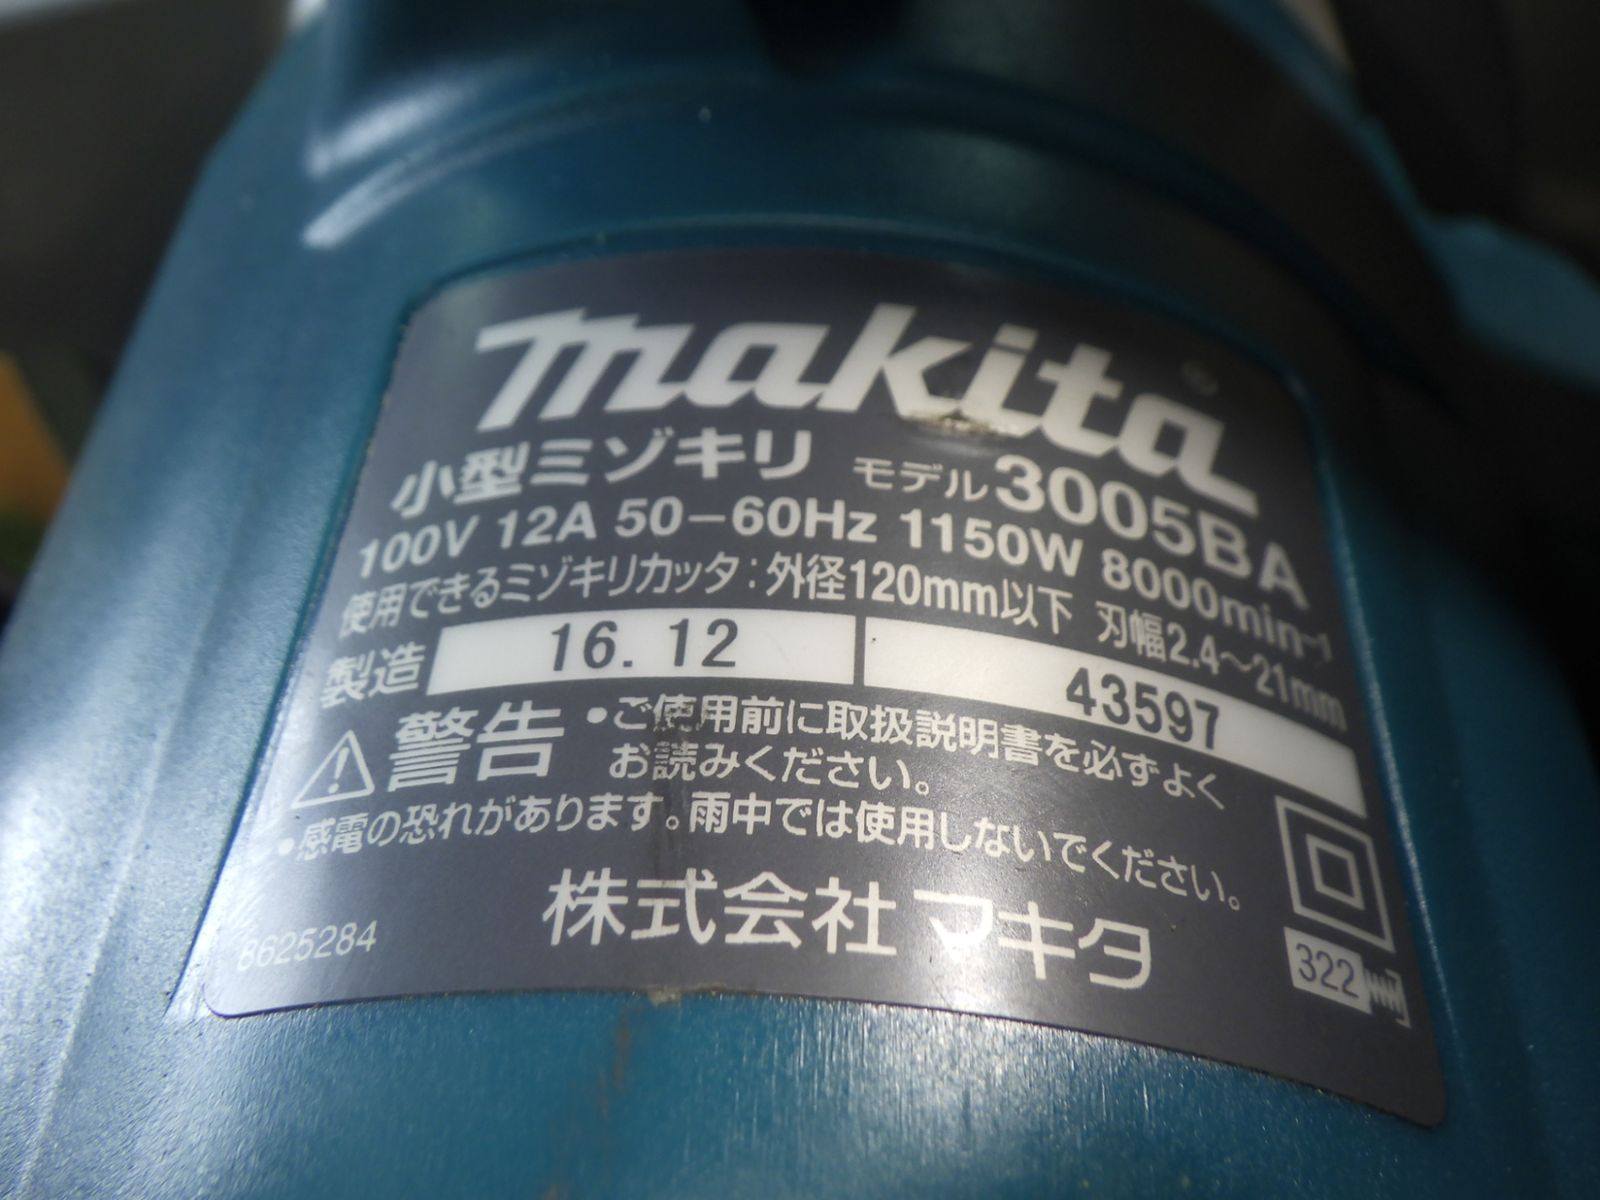 makita®
小型ミゾキリ モデル3005BA
100V 12A 50-60Hz 1150W 8000min⁻¹
使用できるミゾキリカッタ:外径120mm以下 刃幅2.4~21mm
製造 16.12 43597
警告 •ご使用前に取扱説明書を必ずよく
お読みください。
•感電の恐れがあります。雨中では使用しないでください。
株式会社マキタ
8625284
322